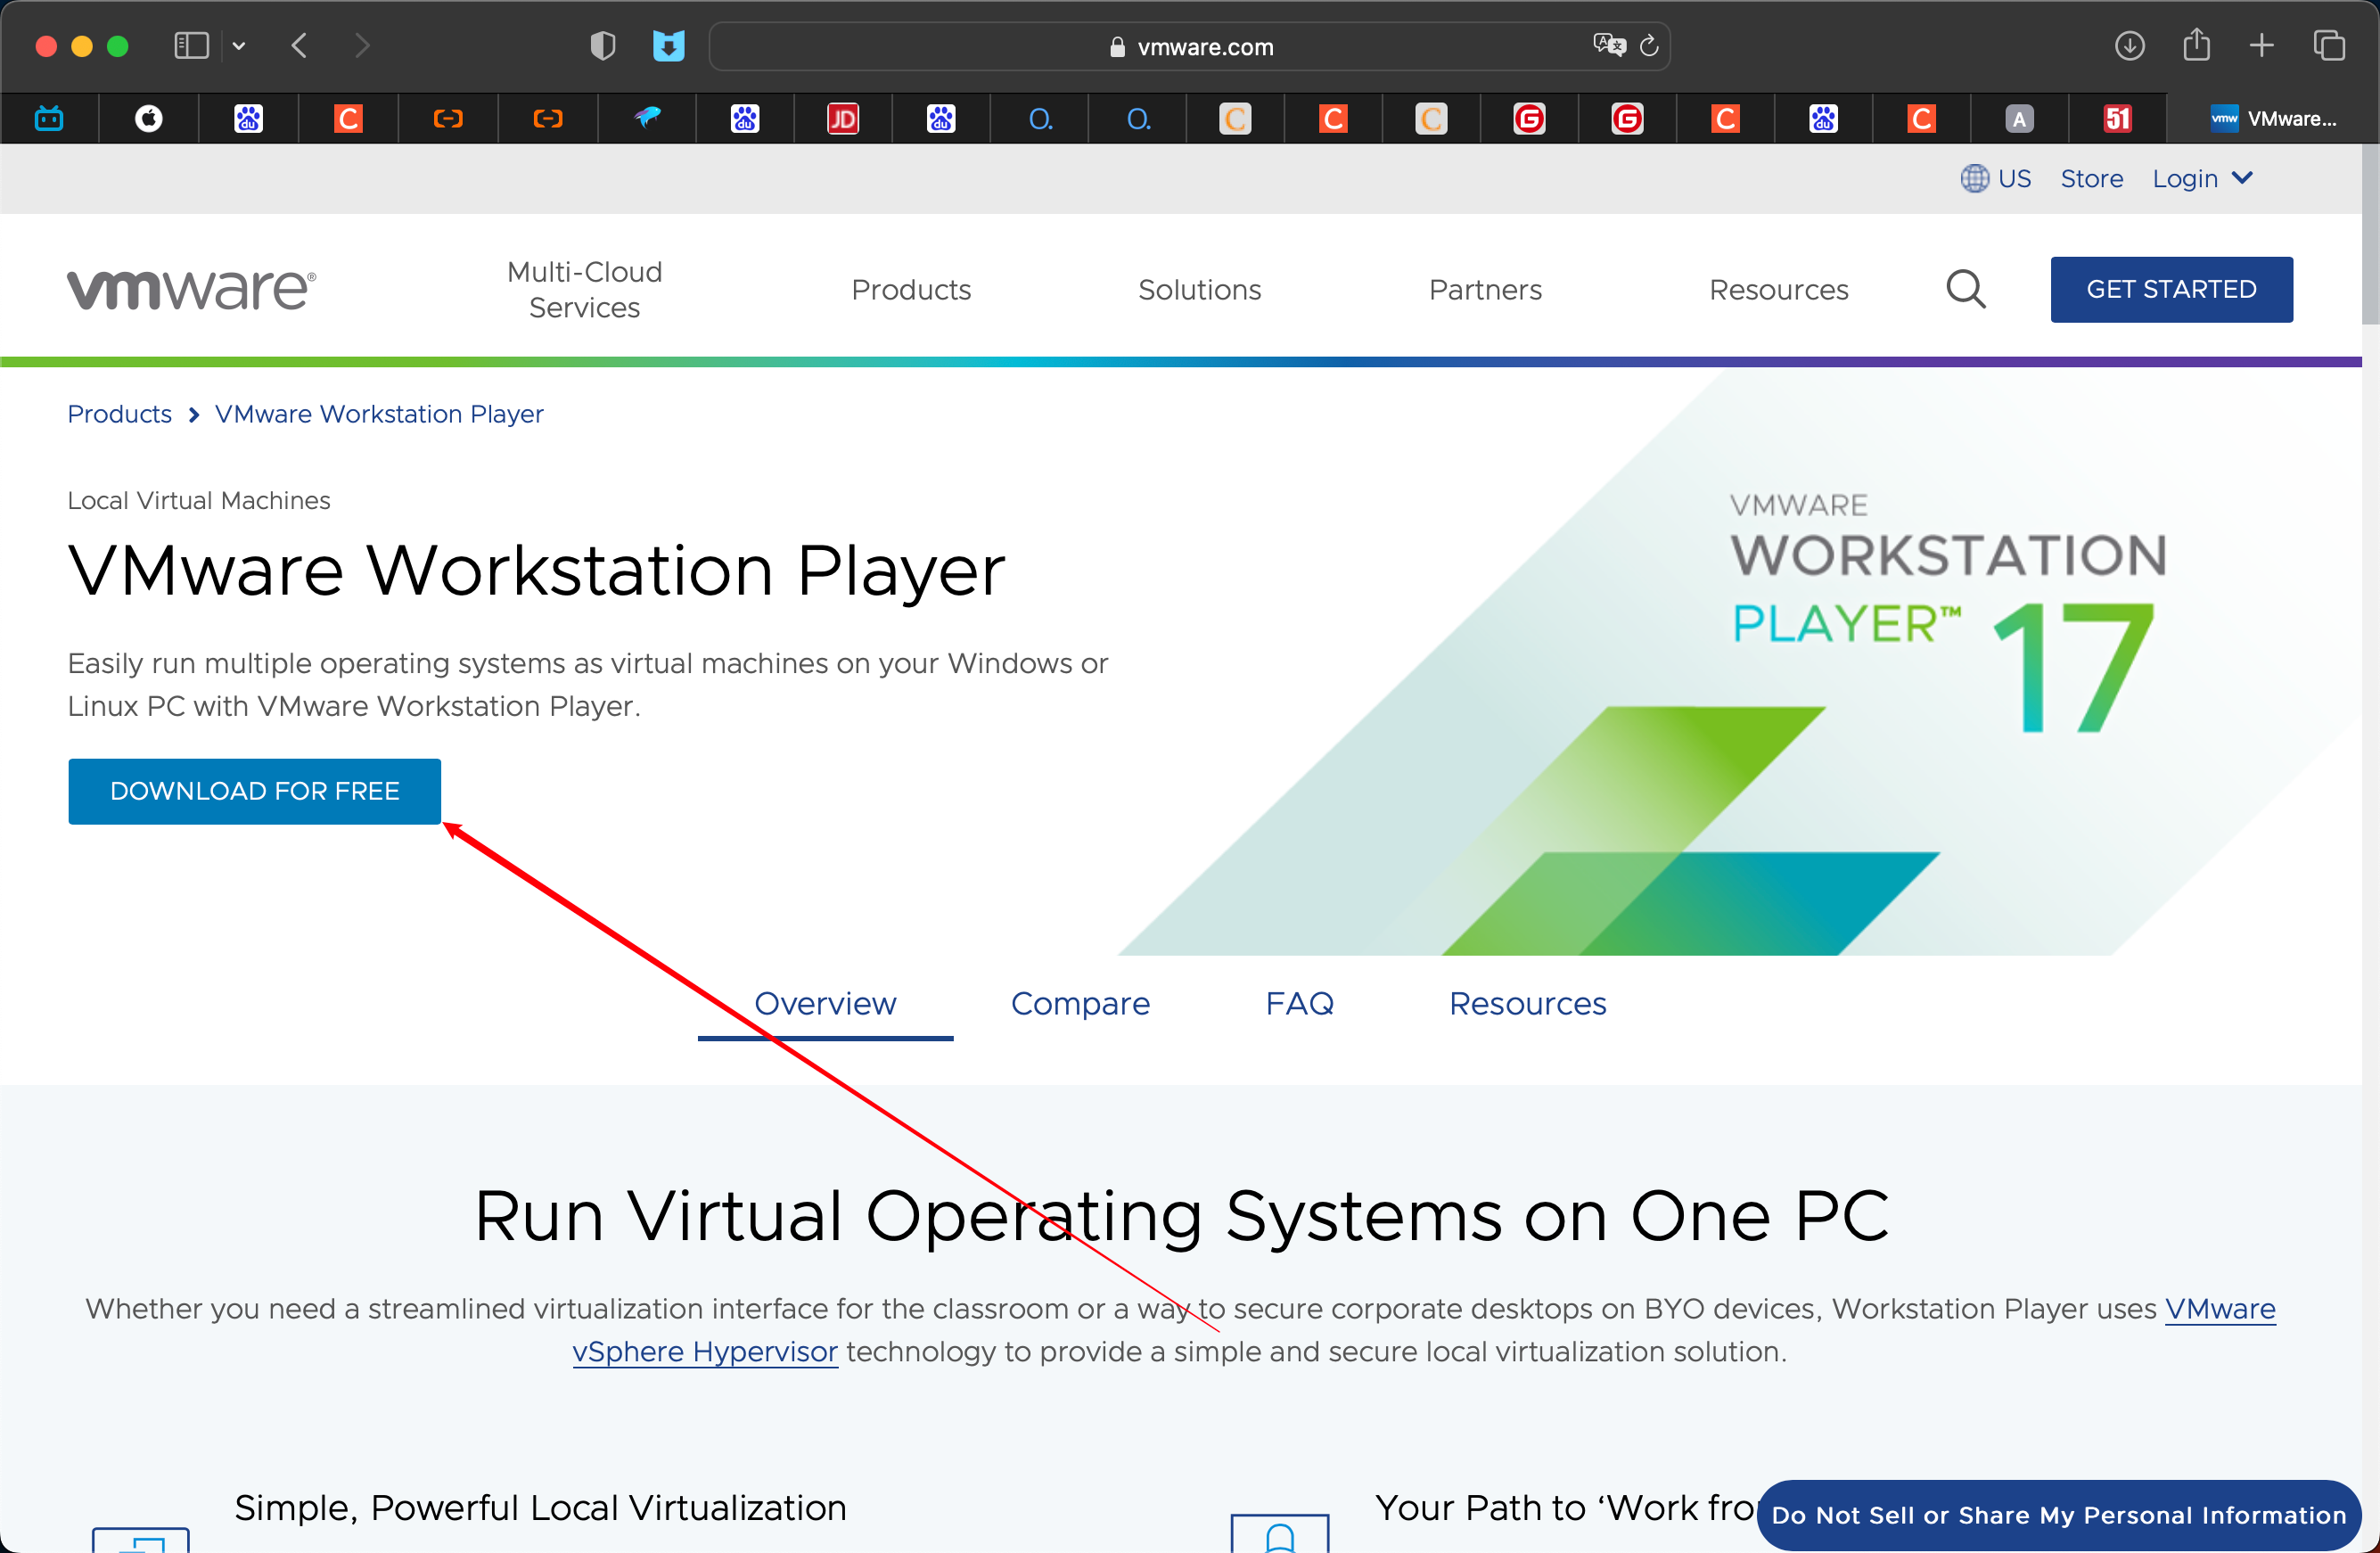 vmware.com
du
C
du
JD
du
O.
O.
C
C
C
G
G
C
du
C
A
51
vmw VMware...
US Store Login
vmware®
Multi-Cloud
Services
Products
Solutions
Partners
Resources
GET STARTED
Products > VMware Workstation Player
Local Virtual Machines
VMware Workstation Player
Easily run multiple operating systems as virtual machines on your Windows or
Linux PC with VMware Workstation Player.
DOWNLOAD FOR FREE
VMWARE
WORKSTATION
PLAYER™ 17
Overview Compare FAQ Resources
Run Virtual Operating Systems on One PC
Whether you need a streamlined virtualization interface for the classroom or a way to secure corporate desktops on BYO devices, Workstation Player uses VMware
vSphere Hypervisor technology to provide a simple and secure local virtualization solution.
Simple, Powerful Local Virtualization
Your Path to ‘Work fro
Do Not Sell or Share My Personal Information